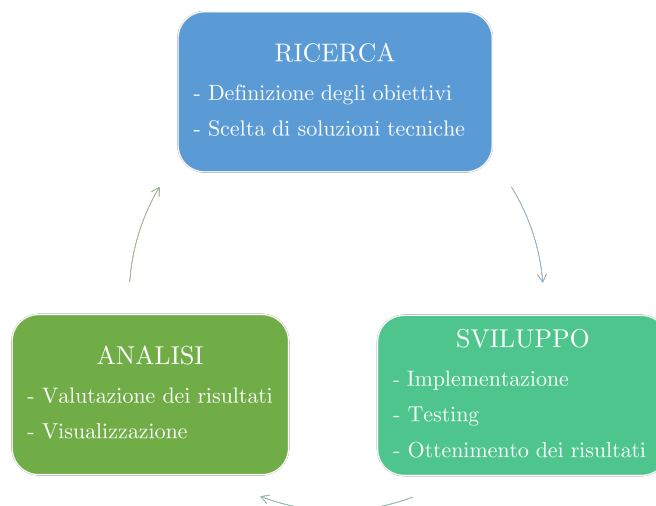 RICERCA
- Definizione degli obiettivi
- Scelta di soluzioni tecniche
ANALISI
- Valutazione dei risultati
- Visualizzazione
SVILUPPO
- Implementazione
- Testing
- Ottenimento dei risultati